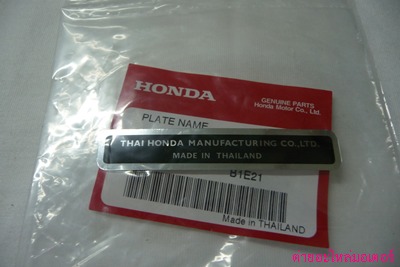 HONDA
GENUINE PARTS
Honda Motor Co., Ltd.
PLATE NAME
THAI HONDA MANUFACTURING CO.,LTD.
MADE IN THAILAND
B1E21
Made in THAILAND